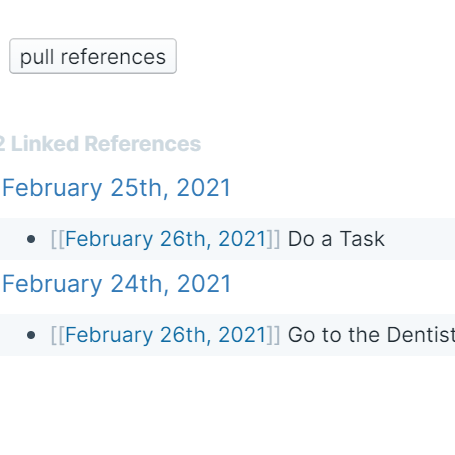 pull references
2 Linked References
February 25th, 2021
[[February 26th, 2021]] Do a Task
February 24th, 2021
[[February 26th, 2021]] Go to the Dentist